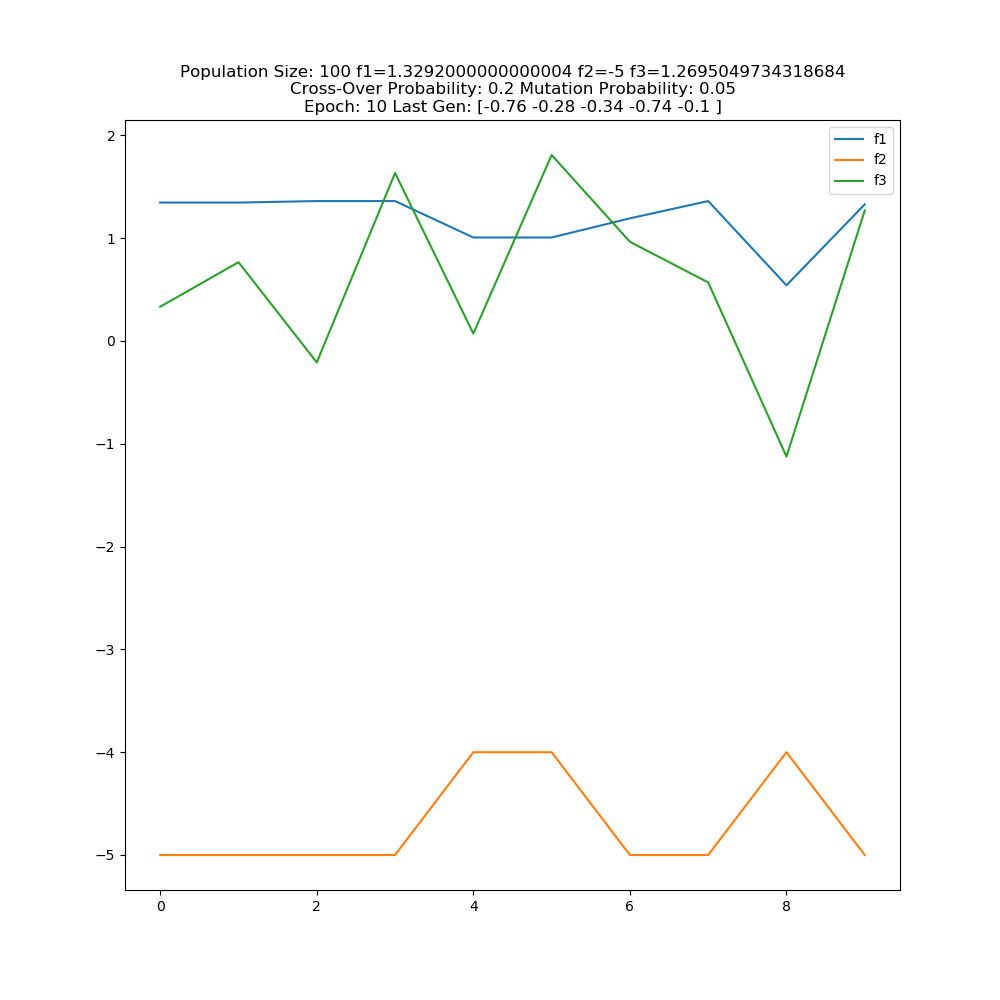 Population Size: 100 f1=1.3292000000000004 f2=-5 f3=1.2695049734318684
Cross-Over Probability: 0.2 Mutation Probability: 0.05
Epoch: 10 Last Gen: [-0.76 -0.28 -0.34 -0.74 -0.1 ]
f1
f2
f3
2
1
0
−1
−2
−3
−4
−5
0
2
4
6
8